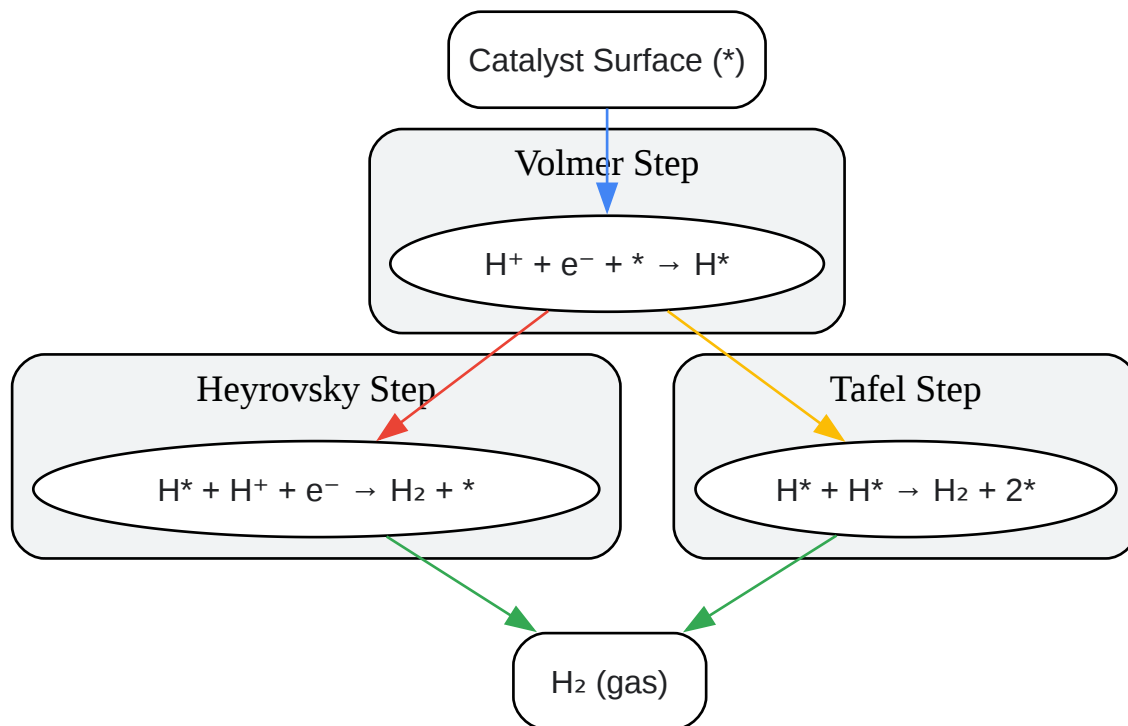 Catalyst Surface (*)
Volmer Step
H⁺ + e⁻ + * → H*
Heyrovsky Step
Tafel Step
H* + H⁺ + e⁻ → H₂ + *
H* + H* → H₂ + 2*
H₂ (gas)